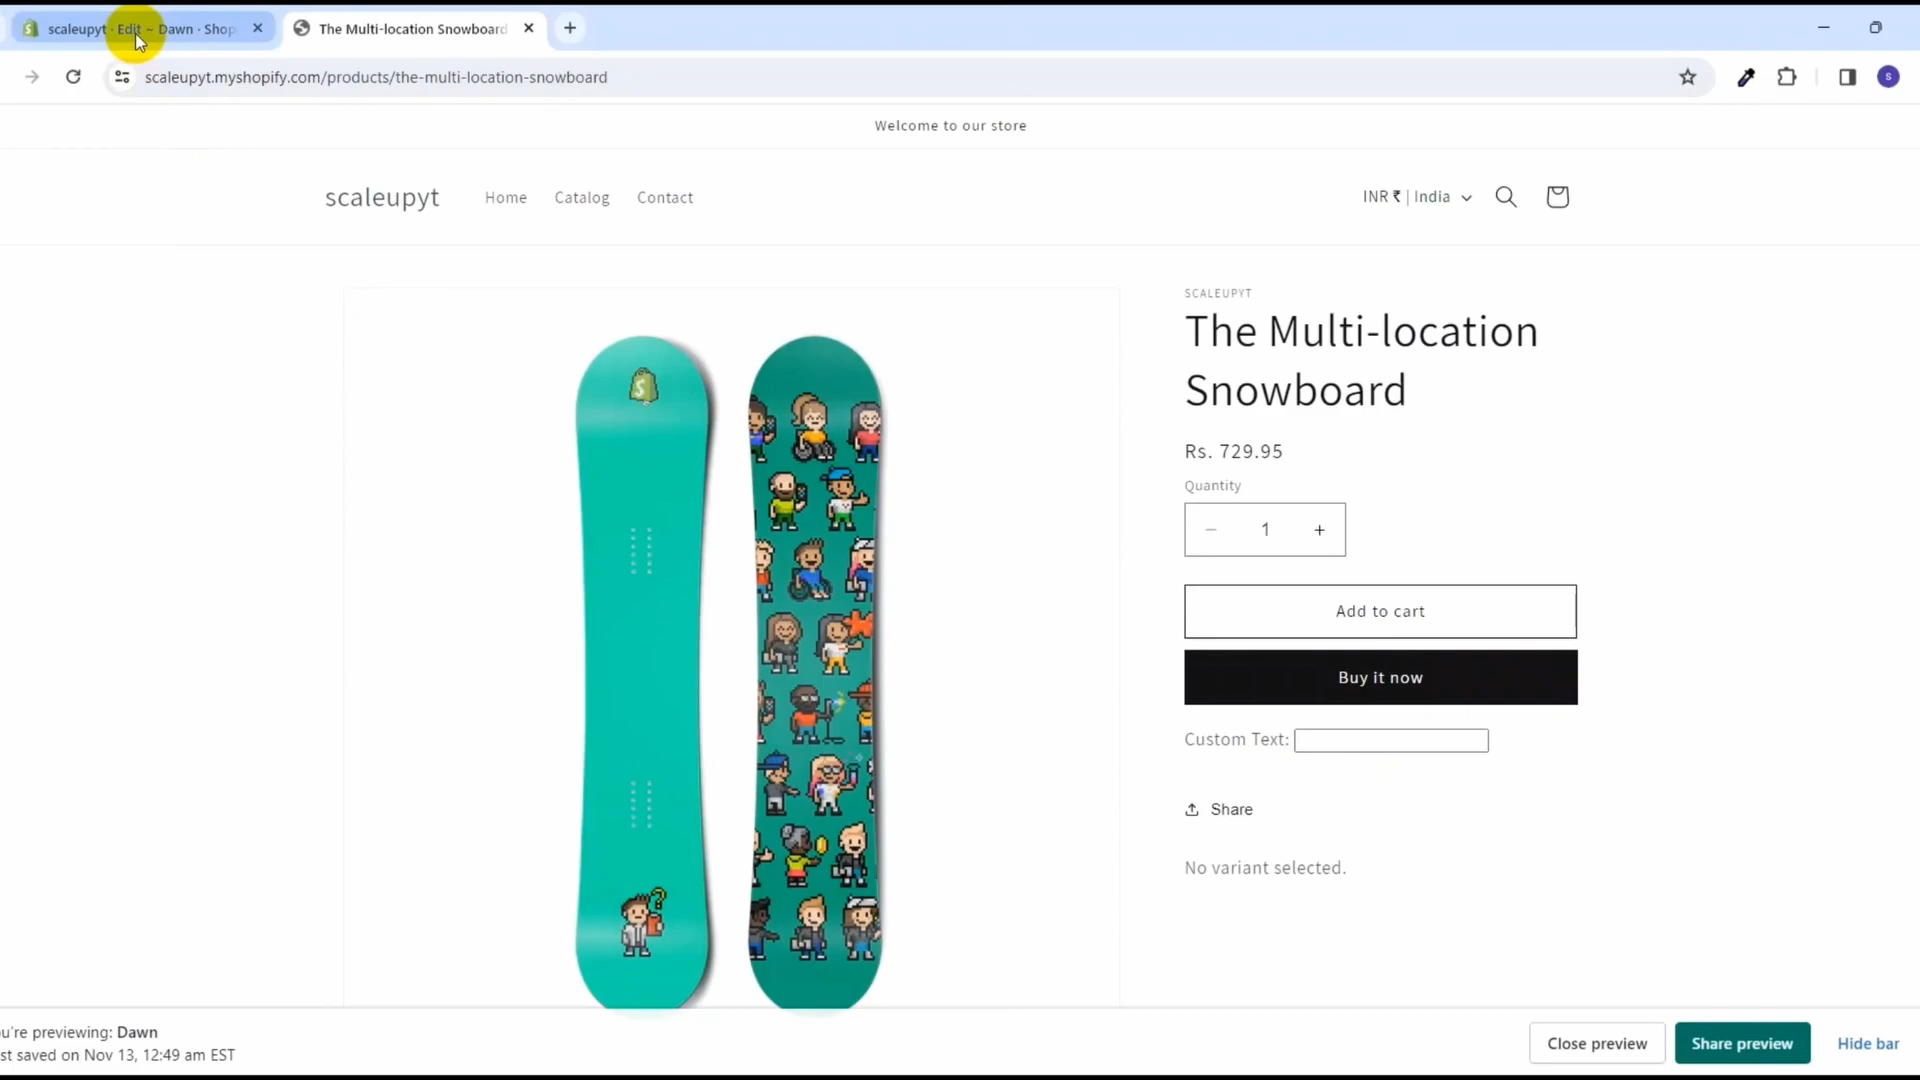 scaleupyt · Edit ~ Dawn · Shop
The Multi-location Snowboard
scaleupyt.myshopify.com/products/the-multi-location-snowboard
S
Welcome to our store
scaleupyt
Home
Catalog
Contact
INR ₹ | India
SCALEUPYT
The Multi-location
Snowboard
Rs. 729.95
Quantity
− 1 +
Add to cart
Buy it now
Custom Text:
Share
No variant selected.
u're previewing: Dawn
st saved on Nov 13, 12:49 am EST
Close preview
Share preview
Hide bar